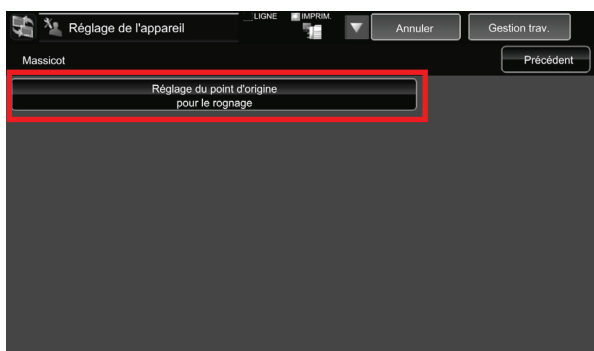 LIGNE IMPRIM.
Réglage de l'appareil Annuler Gestion trav.
Massicot Précédent
Réglage du point d'origine
pour le rognage